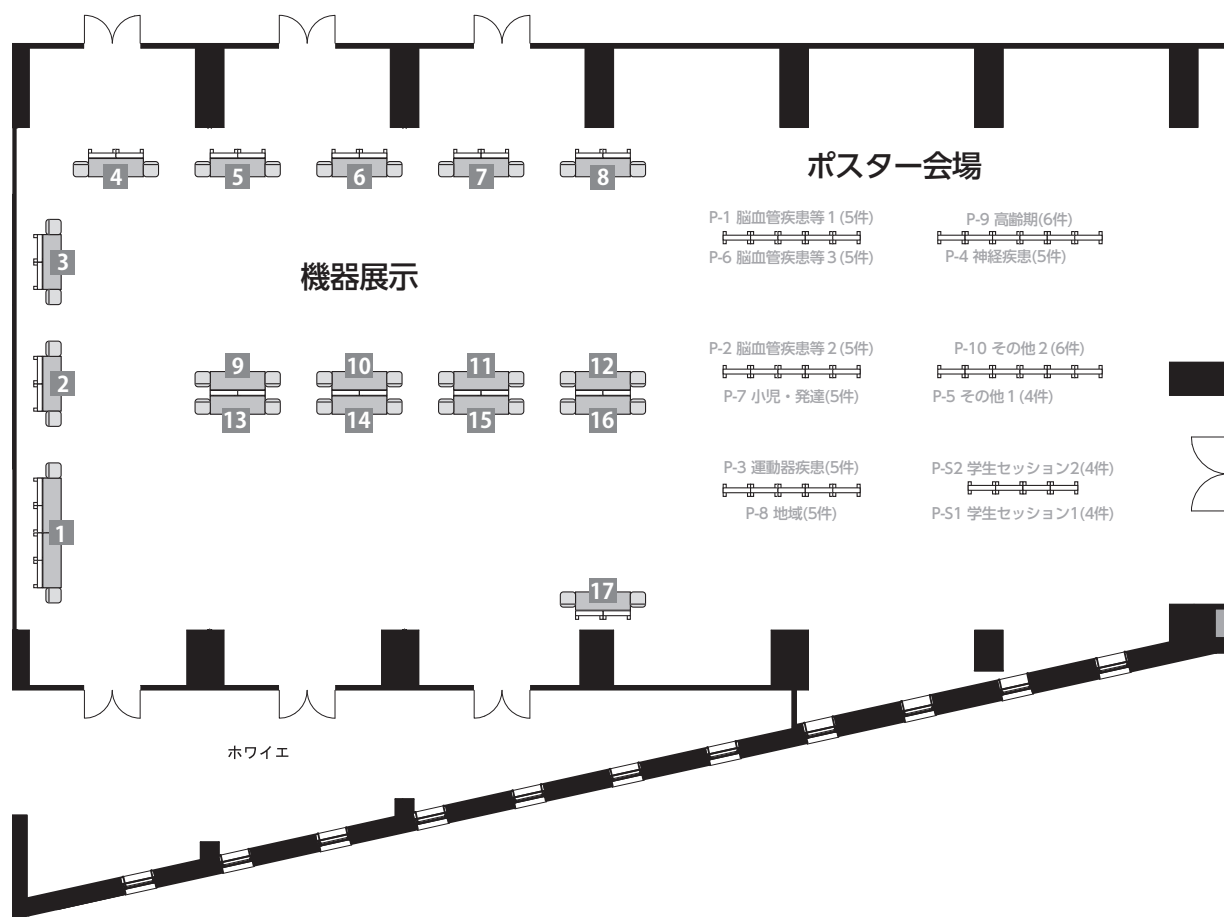 4
5
6
7
8
ポスター会場
P-1 脳血管疾患等 1 (5件)
P-6 脳血管疾患等 3 (5件)
P-9 高齢期(6件)
P-4 神経疾患(5件)
3
機器展示
2
9
10
11
12
13
14
15
16
P-2 脳血管疾患等 2 (5件)
P-7 小児・発達(5件)
P-10 その他 2 (6件)
P-5 その他 1 (4件)
P-3 運動器疾患(5件)
P-8 地域(5件)
P-S2 学生セッション2(4件)
P-S1 学生セッション1(4件)
1
17
ホワイエ